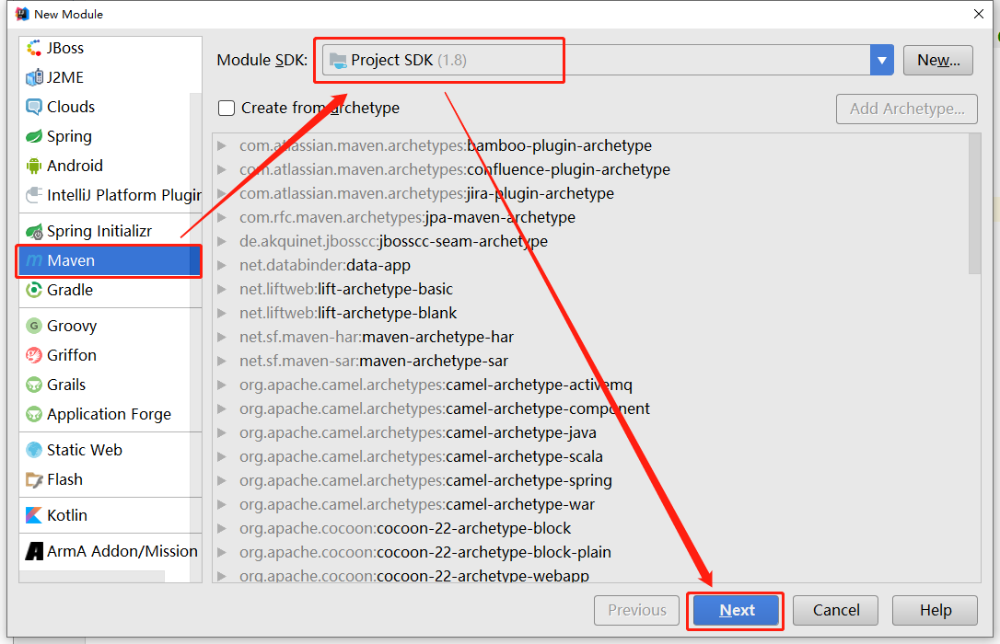 New Module
JBoss
J2ME
Clouds
Spring
Android
IntelliJ Platform Plugin
Spring Initializr
Maven
Gradle
Groovy
Griffon
Grails
Application Forge
Static Web
Flash
Kotlin
ArmA Addon/Mission
Module SDK: Project SDK (1.8) New...
Create from archetype Add Archetype...
com.atlassian.maven.archetypes:bamboo-plugin-archetype
com.atlassian.maven.archetypes:confluence-plugin-archetype
com.atlassian.maven.archetypes:jira-plugin-archetype
com.rfc.maven.archetypes:jpa-maven-archetype
de.akquinet.jbosscc:jbosscc-seam-archetype
net.databinder:data-app
net.liftweb:lift-archetype-basic
net.liftweb:lift-archetype-blank
net.sf.maven-har:maven-archetype-har
net.sf.maven-sar:maven-archetype-sar
org.apache.camel.archetypes:camel-archetype-activemq
org.apache.camel.archetypes:camel-archetype-component
org.apache.camel.archetypes:camel-archetype-java
org.apache.camel.archetypes:camel-archetype-scala
org.apache.camel.archetypes:camel-archetype-spring
org.apache.camel.archetypes:camel-archetype-war
org.apache.cocoon:cocoon-22-archetype-block
org.apache.cocoon:cocoon-22-archetype-block-plain
org.apache.cocoon:cocoon-22-archetype-webapp
Previous Next Cancel Help